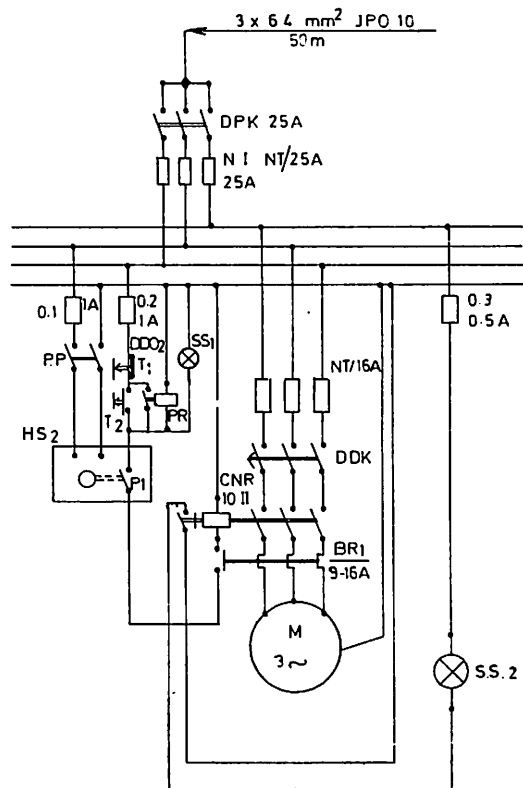 3 x 6 4 mm² JPO 10
50m
DPK 25A
N I NT/25A
25A
0.1
1A
0.2
1A
0.3
0.5A
DDO2
SS1
P.P
T1
T2
PR
NT/16A
HS2
P1
CNR
10 II
DDK
BR1
9-16A
M
3~
S.S.2